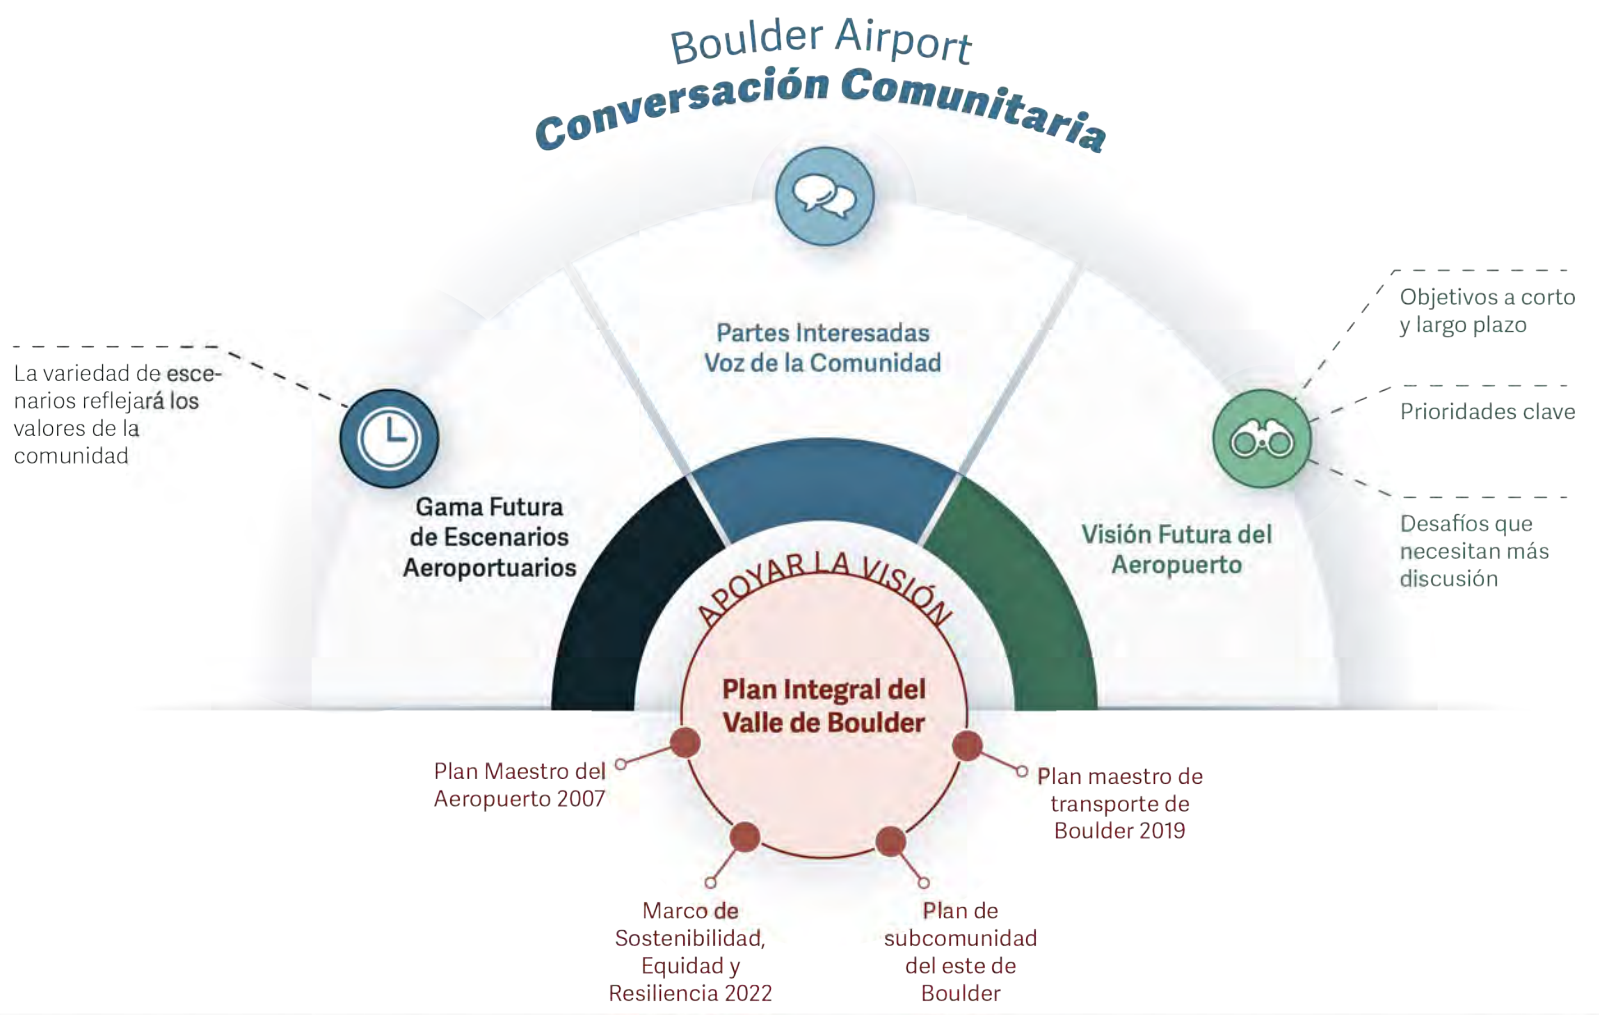 Boulder Airport
Conversación Comunitaria
Partes Interesadas
Voz de la Comunidad
La variedad de esce-
narios reflejará los
valores de la
comunidad
Gama Futura
de Escenarios
Aeroportuarios
Visión Futura del
Aeropuerto
Objetivos a corto
y largo plazo
Prioridades clave
Desafíos que
necesitan más
discusión
APOYAR LA VISIÓN
Plan Integral del
Valle de Boulder
Plan Maestro del
Aeropuerto 2007
Marco de
Sostenibilidad,
Equidad y
Resiliencia 2022
Plan de
subcomunidad
del este de
Boulder
Plan maestro de
transporte de
Boulder 2019